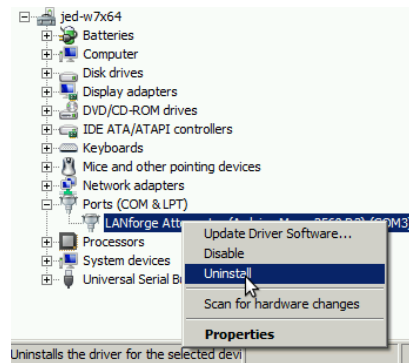 jed-w7x64
Batteries
Computer
Disk drives
Display adapters
DVD/CD-ROM drives
IDE ATA/ATAPI controllers
Keyboards
Mice and other pointing devices
Network adapters
Ports (COM & LPT)
LANforge (COM3)
Processors
System devices
Universal Serial
Update Driver Software...
Disable
Uninstall
Scan for hardware changes
Properties
Uninstalls the driver for the selected devi